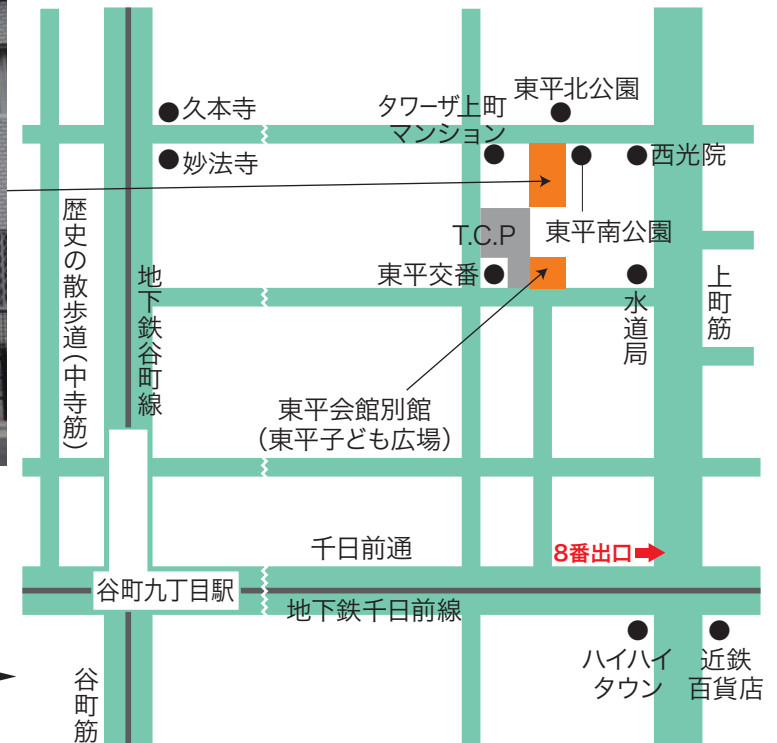 東平北公園
久本寺
タワーザ上町
マンション
妙法寺
西光院
T.C.P
東平南公園
東平交番
水道局
上町筋
歴史の散歩道(中寺筋)
地下鉄谷町線
東平会館別館
(東平子ども広場)
千日前通
8番出口
谷町九丁目駅
地下鉄千日前線
ハイハイ
タウン
近鉄
百貨店
谷町筋